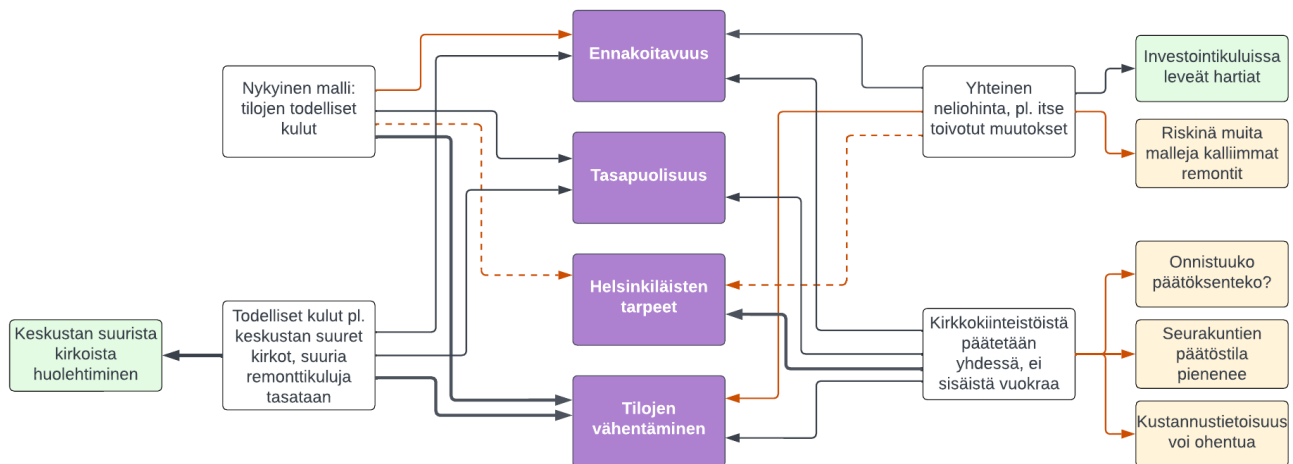 Ennakoitavuus
Nykyinen malli:
tilojen todelliset
kulut
Yhteinen
neliohinta, pl. itse
toivotut muutokset
Investointikuluissa
leveät hartiat
Riskinä muita
malleja kalliimmat
remontit
Tasapuolisuus
Helsinkiläisten
tarpeet
Onnistuuko
päätöksenteko?
Keskustan suurista
kirkoista
huolehtiminen
Todelliset kulut pl.
keskustan suuret
kirkot, suuria
remonttikuluja
tasataan
Kirkkokiinteistöistä
päätetään
yhdessä, ei
sisäistä vuokraa
Seurakuntien
päätöstila
pienenee
Tilojen
vähentäminen
Kustannustietoisuus
voi ohentua